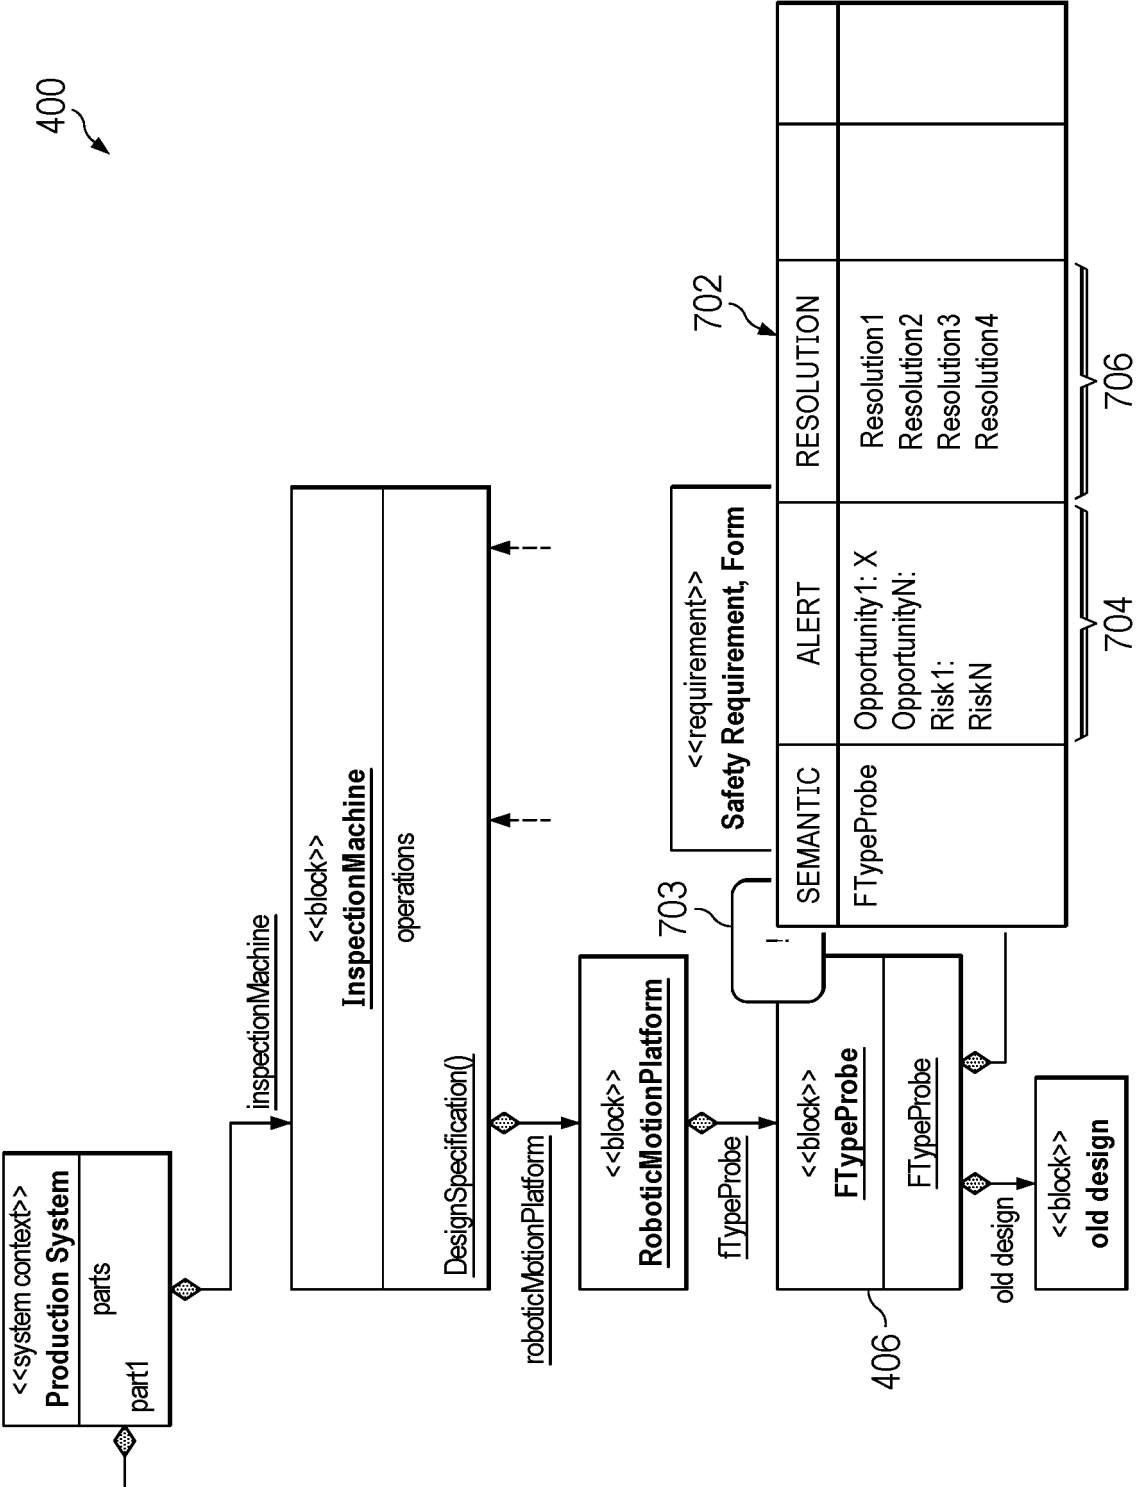 400
<<system context>>
Production System
parts
part1
inspectionMachine
<<block>>
InspectionMachine
operations
DesignSpecification()
roboticMotionPlatform
<<block>>
RoboticMotionPlatform
fTypeProbe
<<block>>
FTypeProbe
FTypeProbe
406
old design
<<block>>
old design
<<requirement>>
Safety Requirement, Form
703
702
SEMANTIC
ALERT
RESOLUTION
FTypeProbe
Opportunity1: X
OpportunityN:
Risk1:
RiskN
Resolution1
Resolution2
Resolution3
Resolution4
704
706